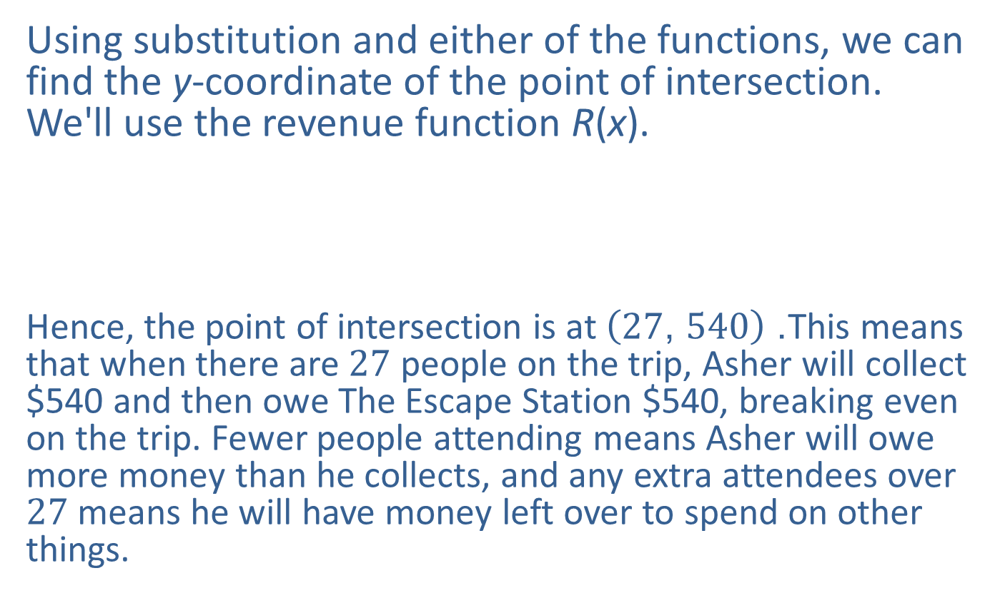 Using substitution and either of the functions, we can
find the y-coordinate of the point of intersection.
We'll use the revenue function R(x).
Hence, the point of intersection is at (27, 540) .This means
that when there are 27 people on the trip, Asher will collect
$540 and then owe The Escape Station $540, breaking even
on the trip. Fewer people attending means Asher will owe
more money than he collects, and any extra attendees over
27 means he will have money left over to spend on other
things.